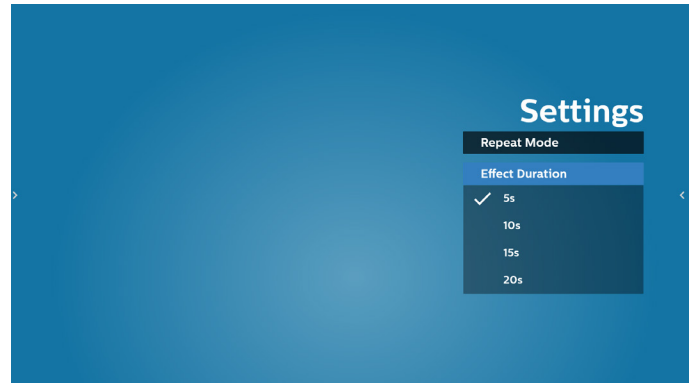 Settings
Repeat Mode
Effect Duration
5s
10s
15s
20s